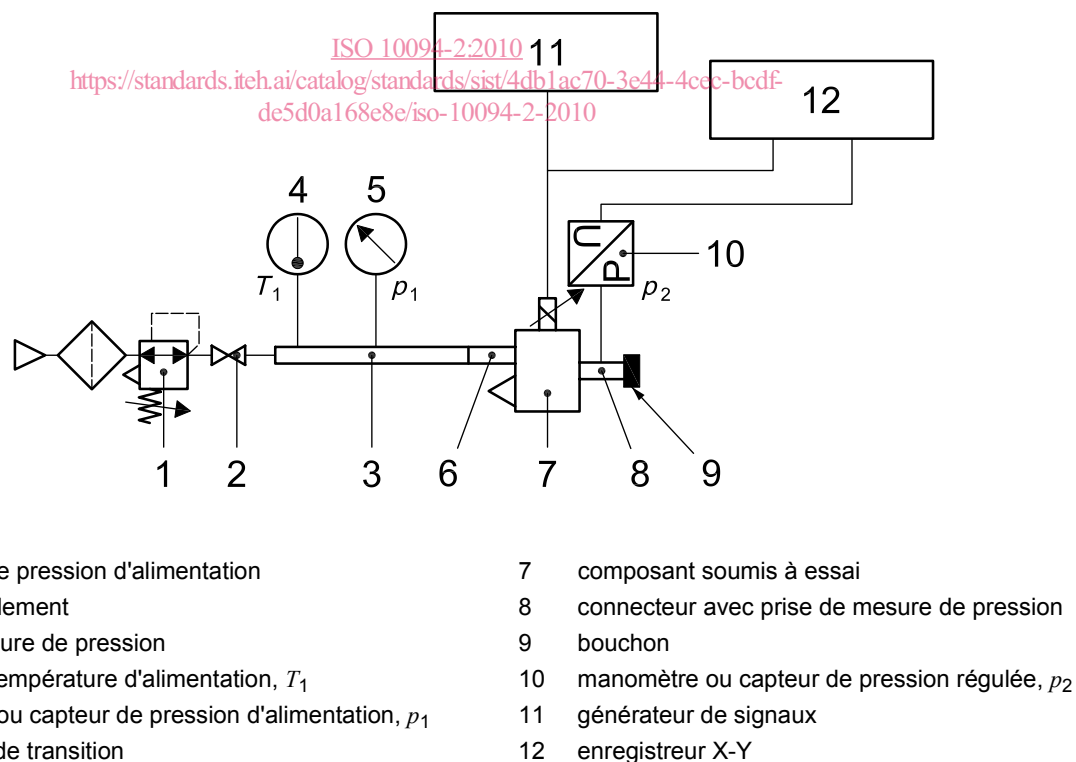 ISO 10094-2:2010
https://standards.iteh.ai/catalog/standards/sist/4db1ac70-3e44-4cec-bcdf-
de5d0a168e8e/iso-10094-2-2010
11
12
4
5
10
T1
p1
p2
U
P
1
2
3
6
7
8
9
e pression d'alimentation
lement
ure de pression
empérature d'alimentation, T1
ou capteur de pression d'alimentation, p1
de transition
7 composant soumis à essai
8 connecteur avec prise de mesure de pression
9 bouchon
10 manomètre ou capteur de pression régulée, p2
11 générateur de signaux
12 enregistreur X-Y